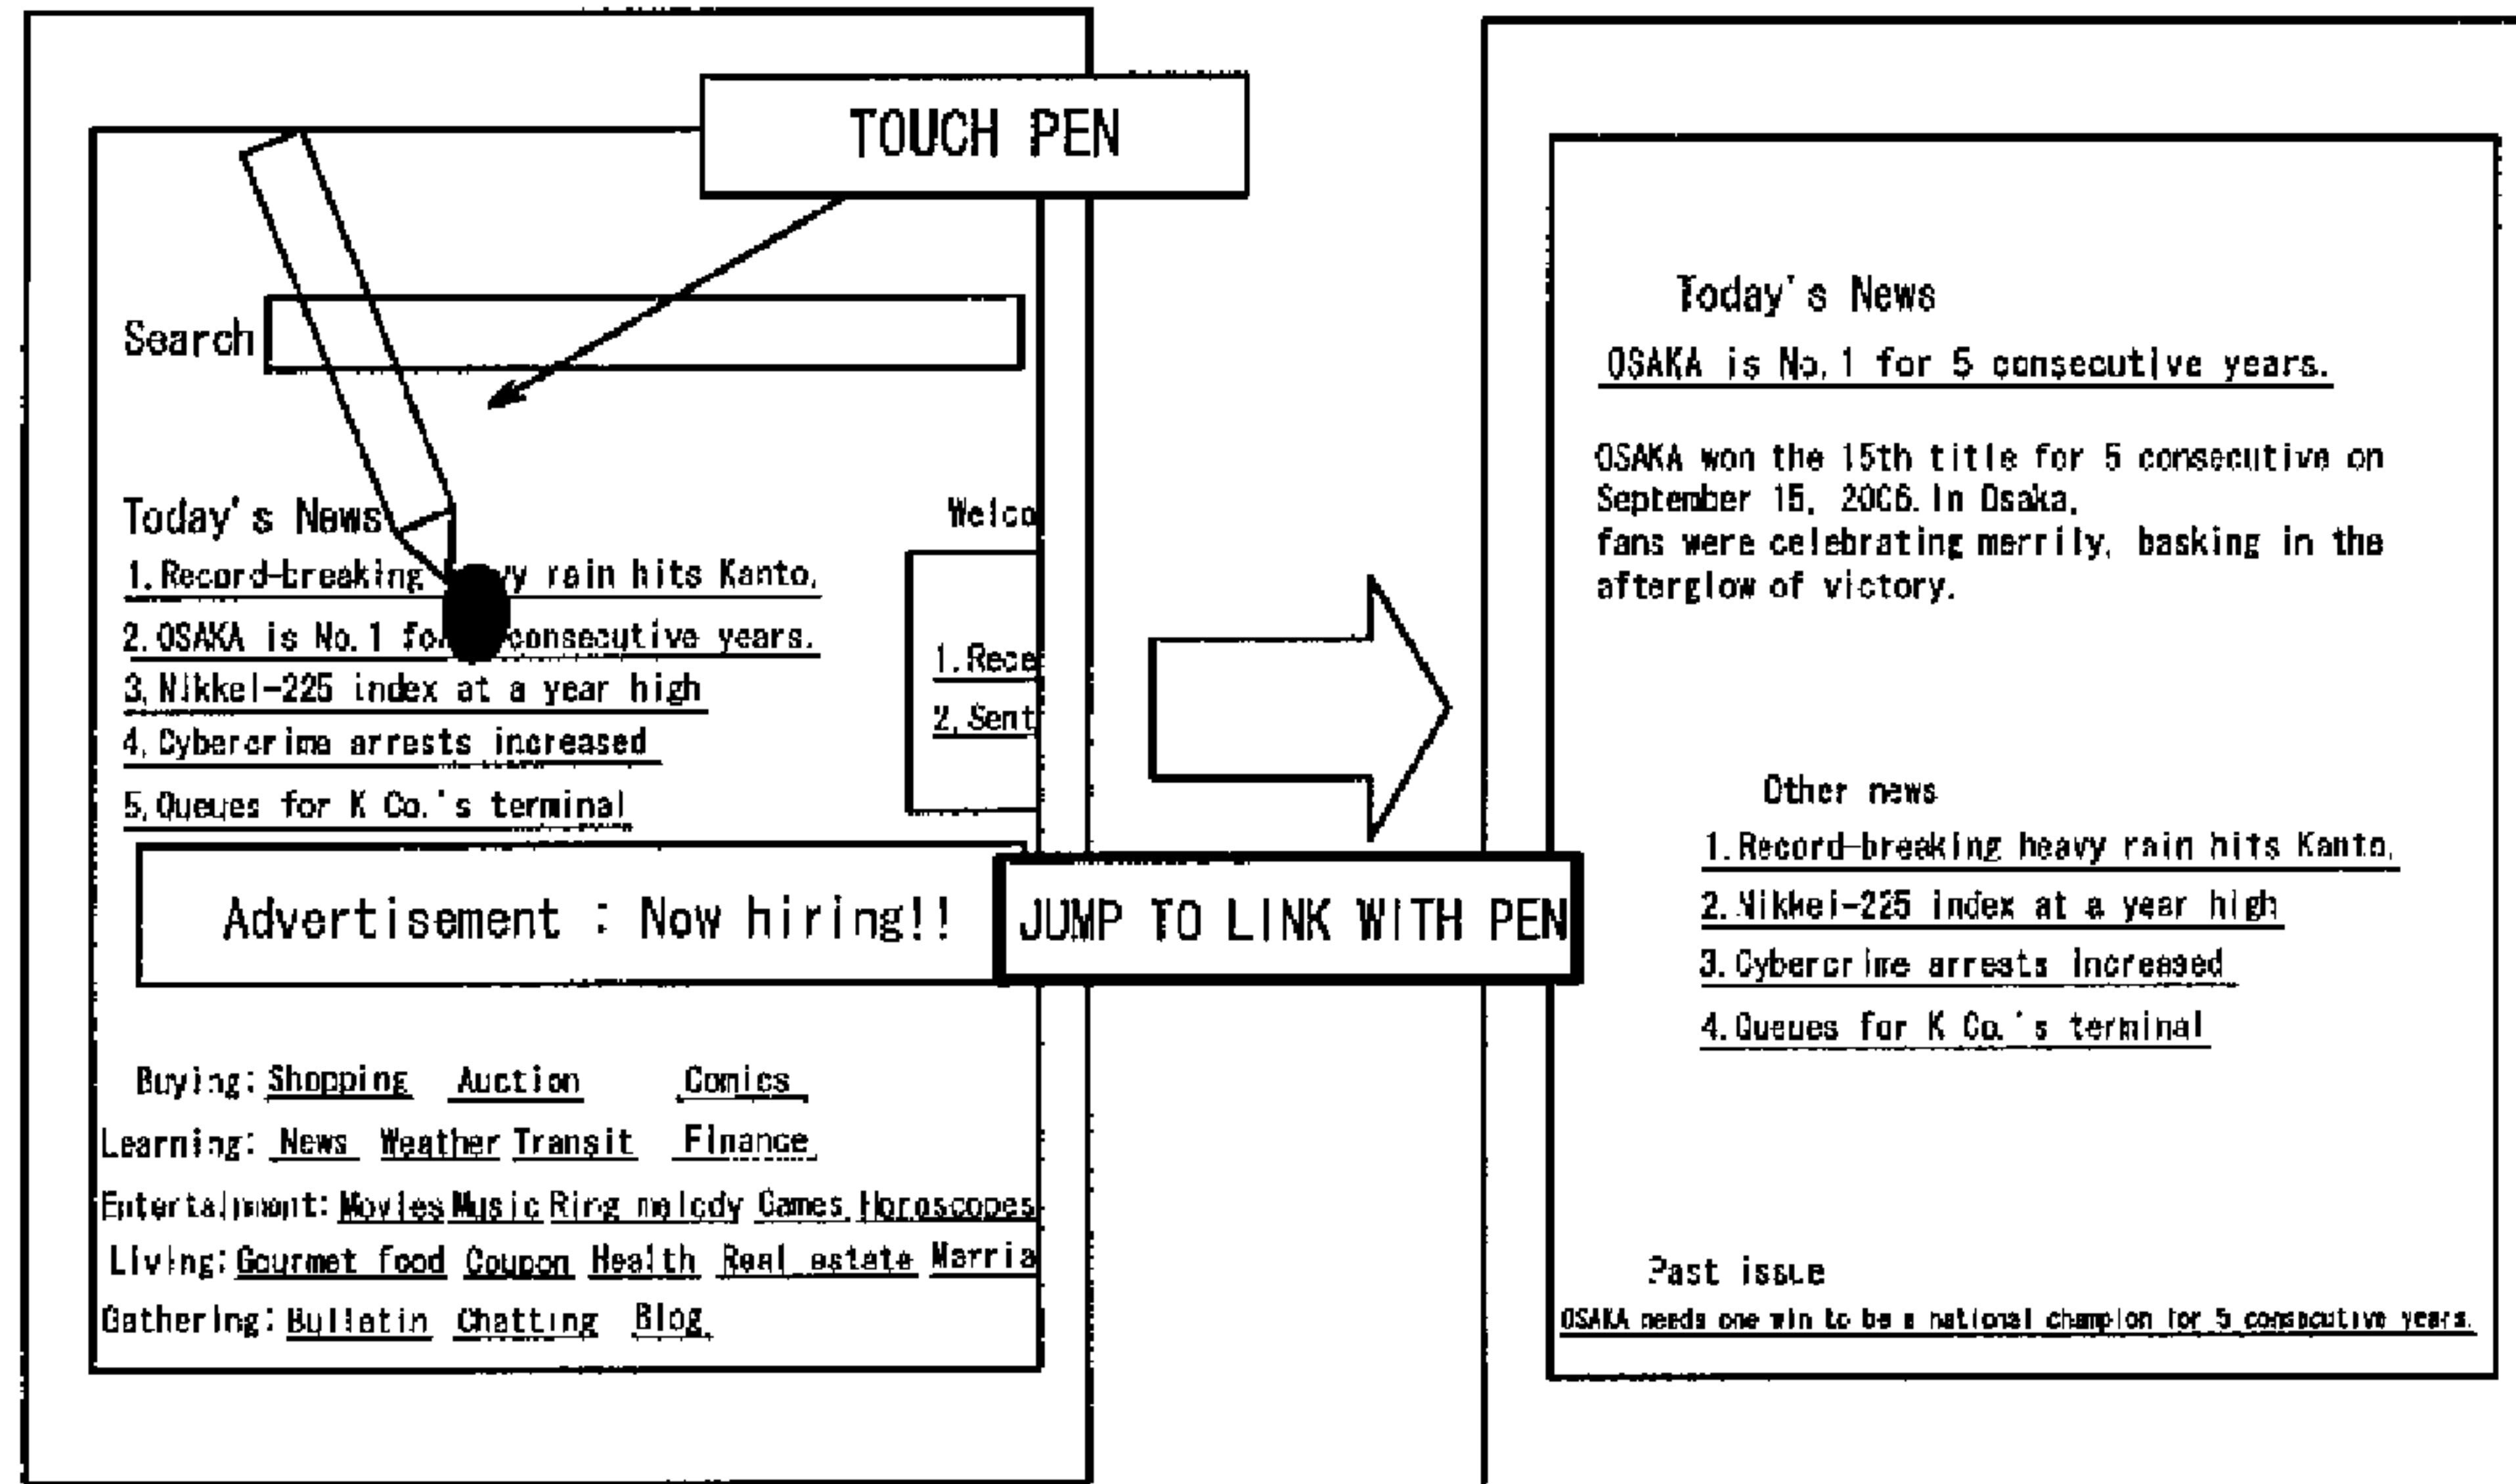 TOUCH PEN
Search
Today's News
1.Record-breaking vy rain hits Kanto.
2.OSAKA is No.1 fo consecutive years.
3.Nikkei-225 index at a year high
4.Cybercrime arrests increased
5.Queues for K Co.'s terminal
Welco
1.Rece
2.Sent
Advertisement : Now hiring!!
Buying: Shopping Auction Comics
Learning: News Weather Transit Finance
Entertainment: Movies Music Ring melody Games Horoscopes
Living: Gourmet food Coupon Health Real estate Marria
Gathering: Bulletin Chatting Blog
JUMP TO LINK WITH PEN
Today's News
OSAKA is No.1 for 5 consecutive years.
OSAKA won the 15th title for 5 consecutive on
September 15, 2006. In Osaka,
fans were celebrating merrily, basking in the
afterglow of victory.
Other news
1.Record-breaking heavy rain hits Kanto.
2.Nikkei-225 index at a year high
3.Cybercrime arrests increased
4.Queues for K Co.'s terminal
Past issue
OSAKA needs one win to be a national champion for 5 consecutive years.